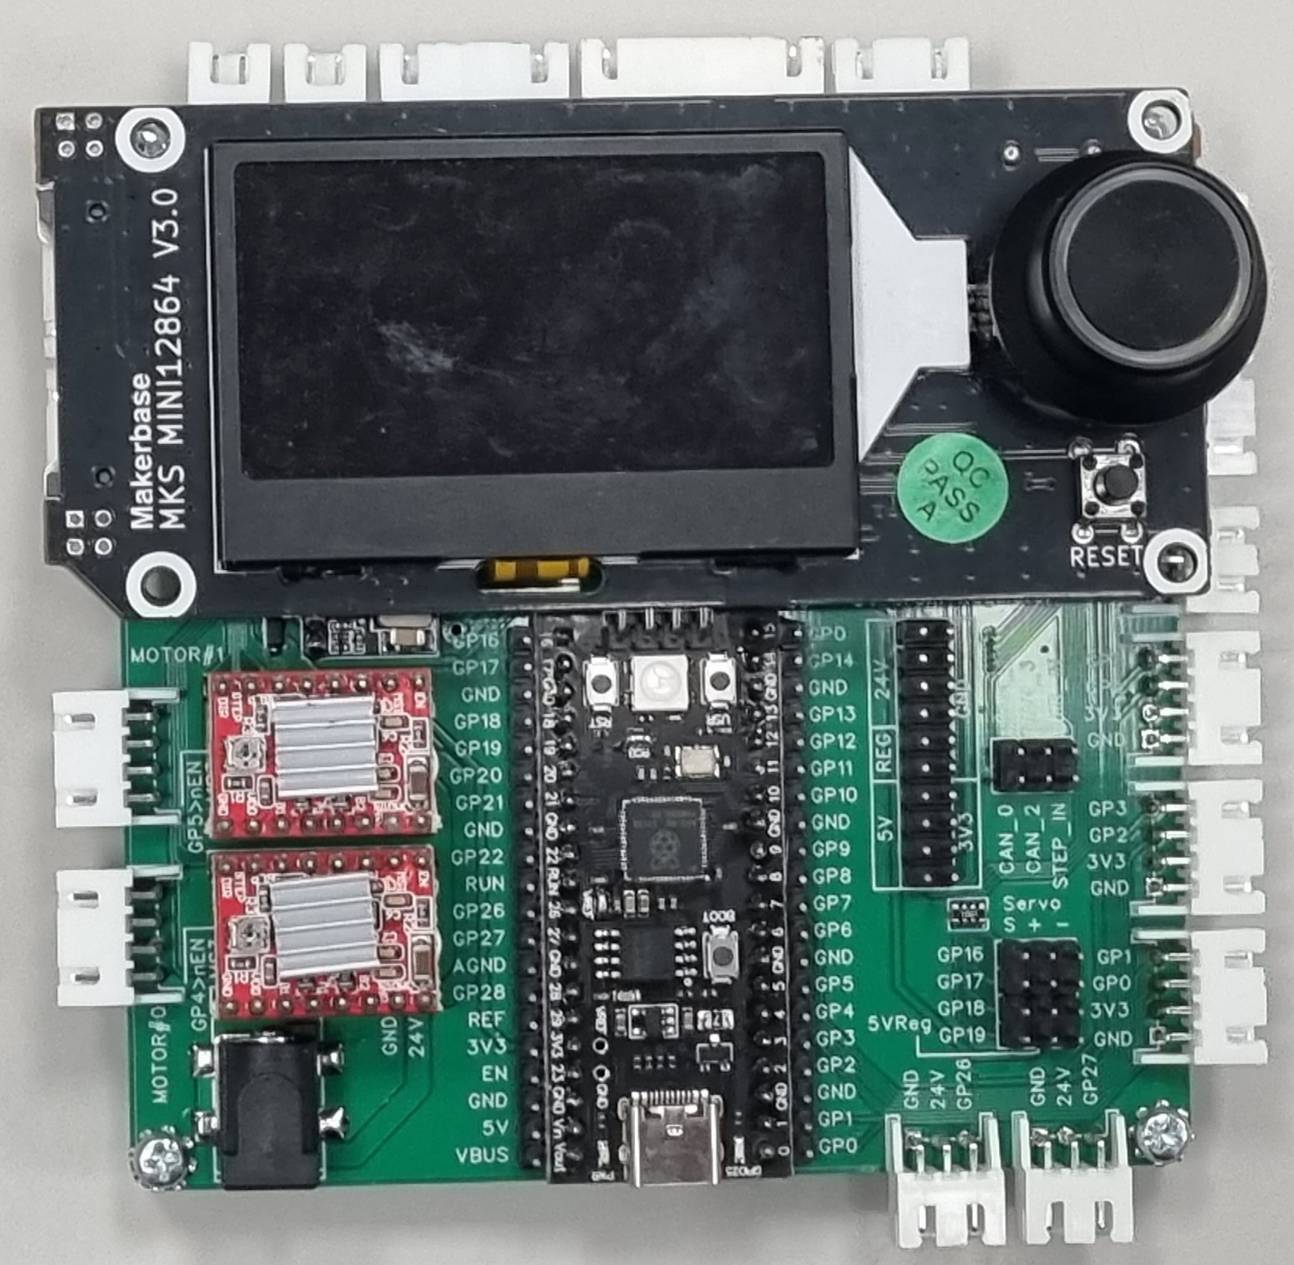 Makerbase
MKS MINI12864 V3.0
QC
PASS
A
RESET
MOTOR#1
GP5>nEN
MOTOR#0
GP4>nEN
GND
24V
GP16
GP17
GND
GP18
GP19
GP20
GP21
GND
GP22
RUN
GP26
GP27
AGND
GP28
REF
3V3
EN
GND
5V
VBUS
RST
USR
BOOT
GP0
GP14
GND
GP13
GP12
GP11
GP10
GND
GP9
GP8
GP7
GP6
GND
GP5
GP4
GP3
GP2
GND
GP1
GP0
24V
GND
REG
5V
3V3
CAN_0
CAN_2
STEP_IN
Servo
S + -
GP16
GP17
GP18
GP19
5VReg
3V3
GND
GP3
GP2
3V3
GND
GP1
GP0
3V3
GND
GND
24V
GP26
GND
24V
GP27